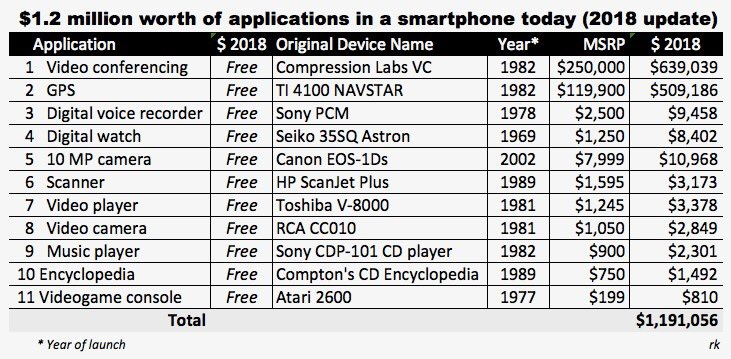 $1.2 million worth of applications in a smartphone today (2018 update)
Application $ 2018 Original Device Name Year* MSRP $ 2018
1 Video conferencing Free Compression Labs VC 1982 $250,000 $639,039
2 GPS Free TI 4100 NAVSTAR 1982 $119,900 $509,186
3 Digital voice recorder Free Sony PCM 1978 $2,500 $9,458
4 Digital watch Free Seiko 35SQ Astron 1969 $1,250 $8,402
5 10 MP camera Free Canon EOS-1Ds 2002 $7,999 $10,968
6 Scanner Free HP ScanJet Plus 1989 $1,595 $3,173
7 Video player Free Toshiba V-8000 1981 $1,245 $3,378
8 Video camera Free RCA CC010 1981 $1,050 $2,849
9 Music player Free Sony CDP-101 CD player 1982 $900 $2,301
10 Encyclopedia Free Compton's CD Encyclopedia 1989 $750 $1,492
11 Videogame console Free Atari 2600 1977 $199 $810
Total $1,191,056
* Year of launch rk